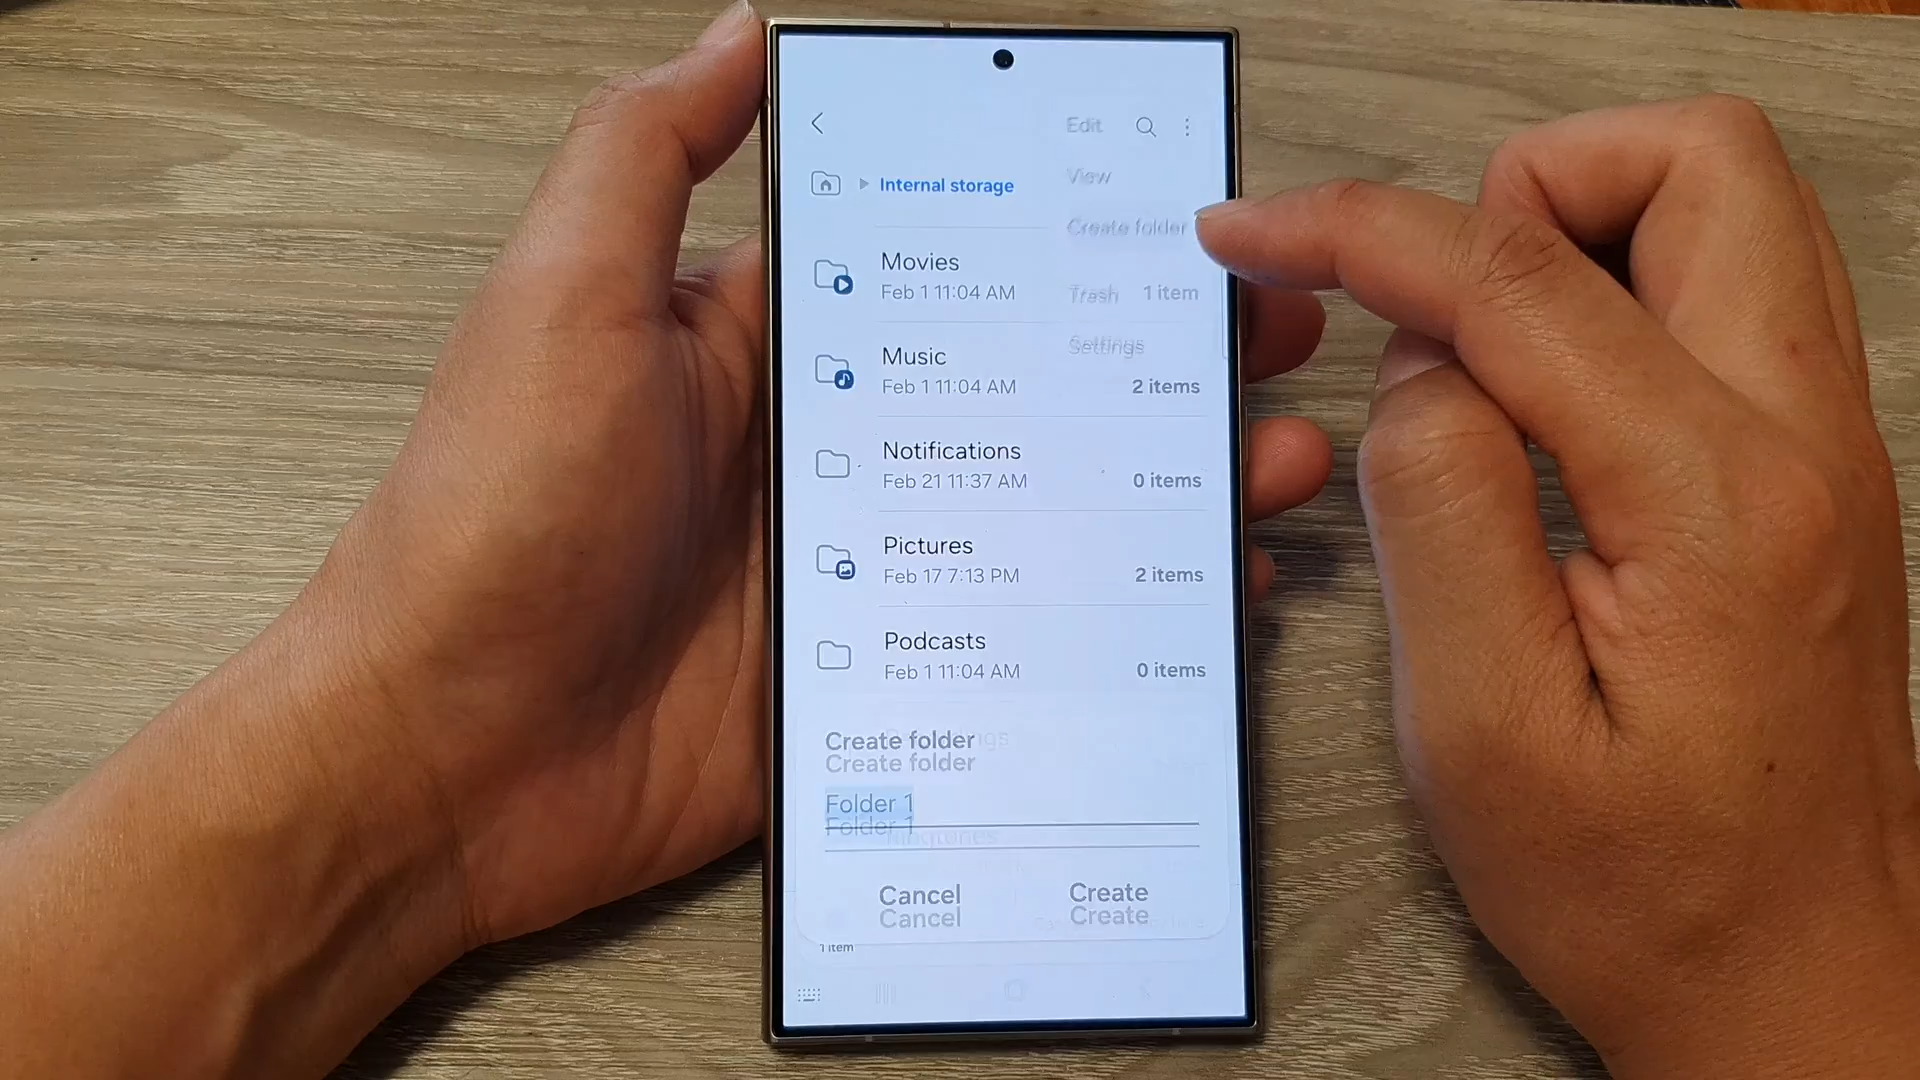 Edit
View
Internal storage
Create folder
Movies
Feb 1 11:04 AM
Trash 1 item
Settings
Music
Feb 1 11:04 AM
2 items
Notifications
Feb 21 11:37 AM
0 items
Pictures
Feb 17 7:13 PM
2 items
Podcasts
Feb 1 11:04 AM
0 items
Create folder
Create folder
Folder 1
Folder 1
Ringtones
Cancel Create
Cancel Create
1 item